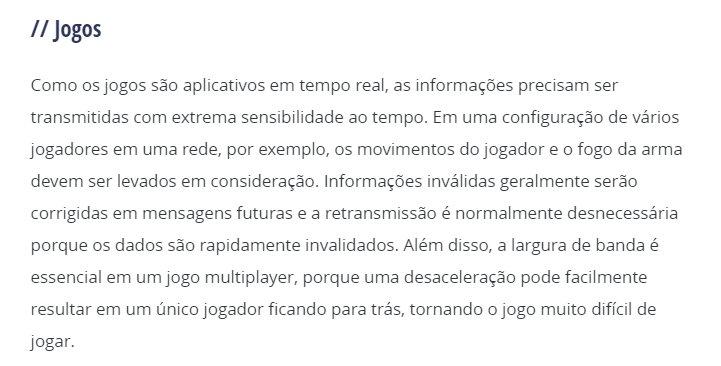 // Jogos
Como os jogos são aplicativos em tempo real, as informações precisam ser
transmitidas com extrema sensibilidade ao tempo. Em uma configuração de vários
jogadores em uma rede, por exemplo, os movimentos do jogador e o fogo da arma
devem ser levados em consideração. Informações inválidas geralmente serão
corrigidas em mensagens futuras e a retransmissão é normalmente desnecessária
porque os dados são rapidamente invalidados. Além disso, a largura de banda é
essencial em um jogo multiplayer, porque uma desaceleração pode facilmente
resultar em um único jogador ficando para trás, tornando o jogo muito difícil de
jogar.